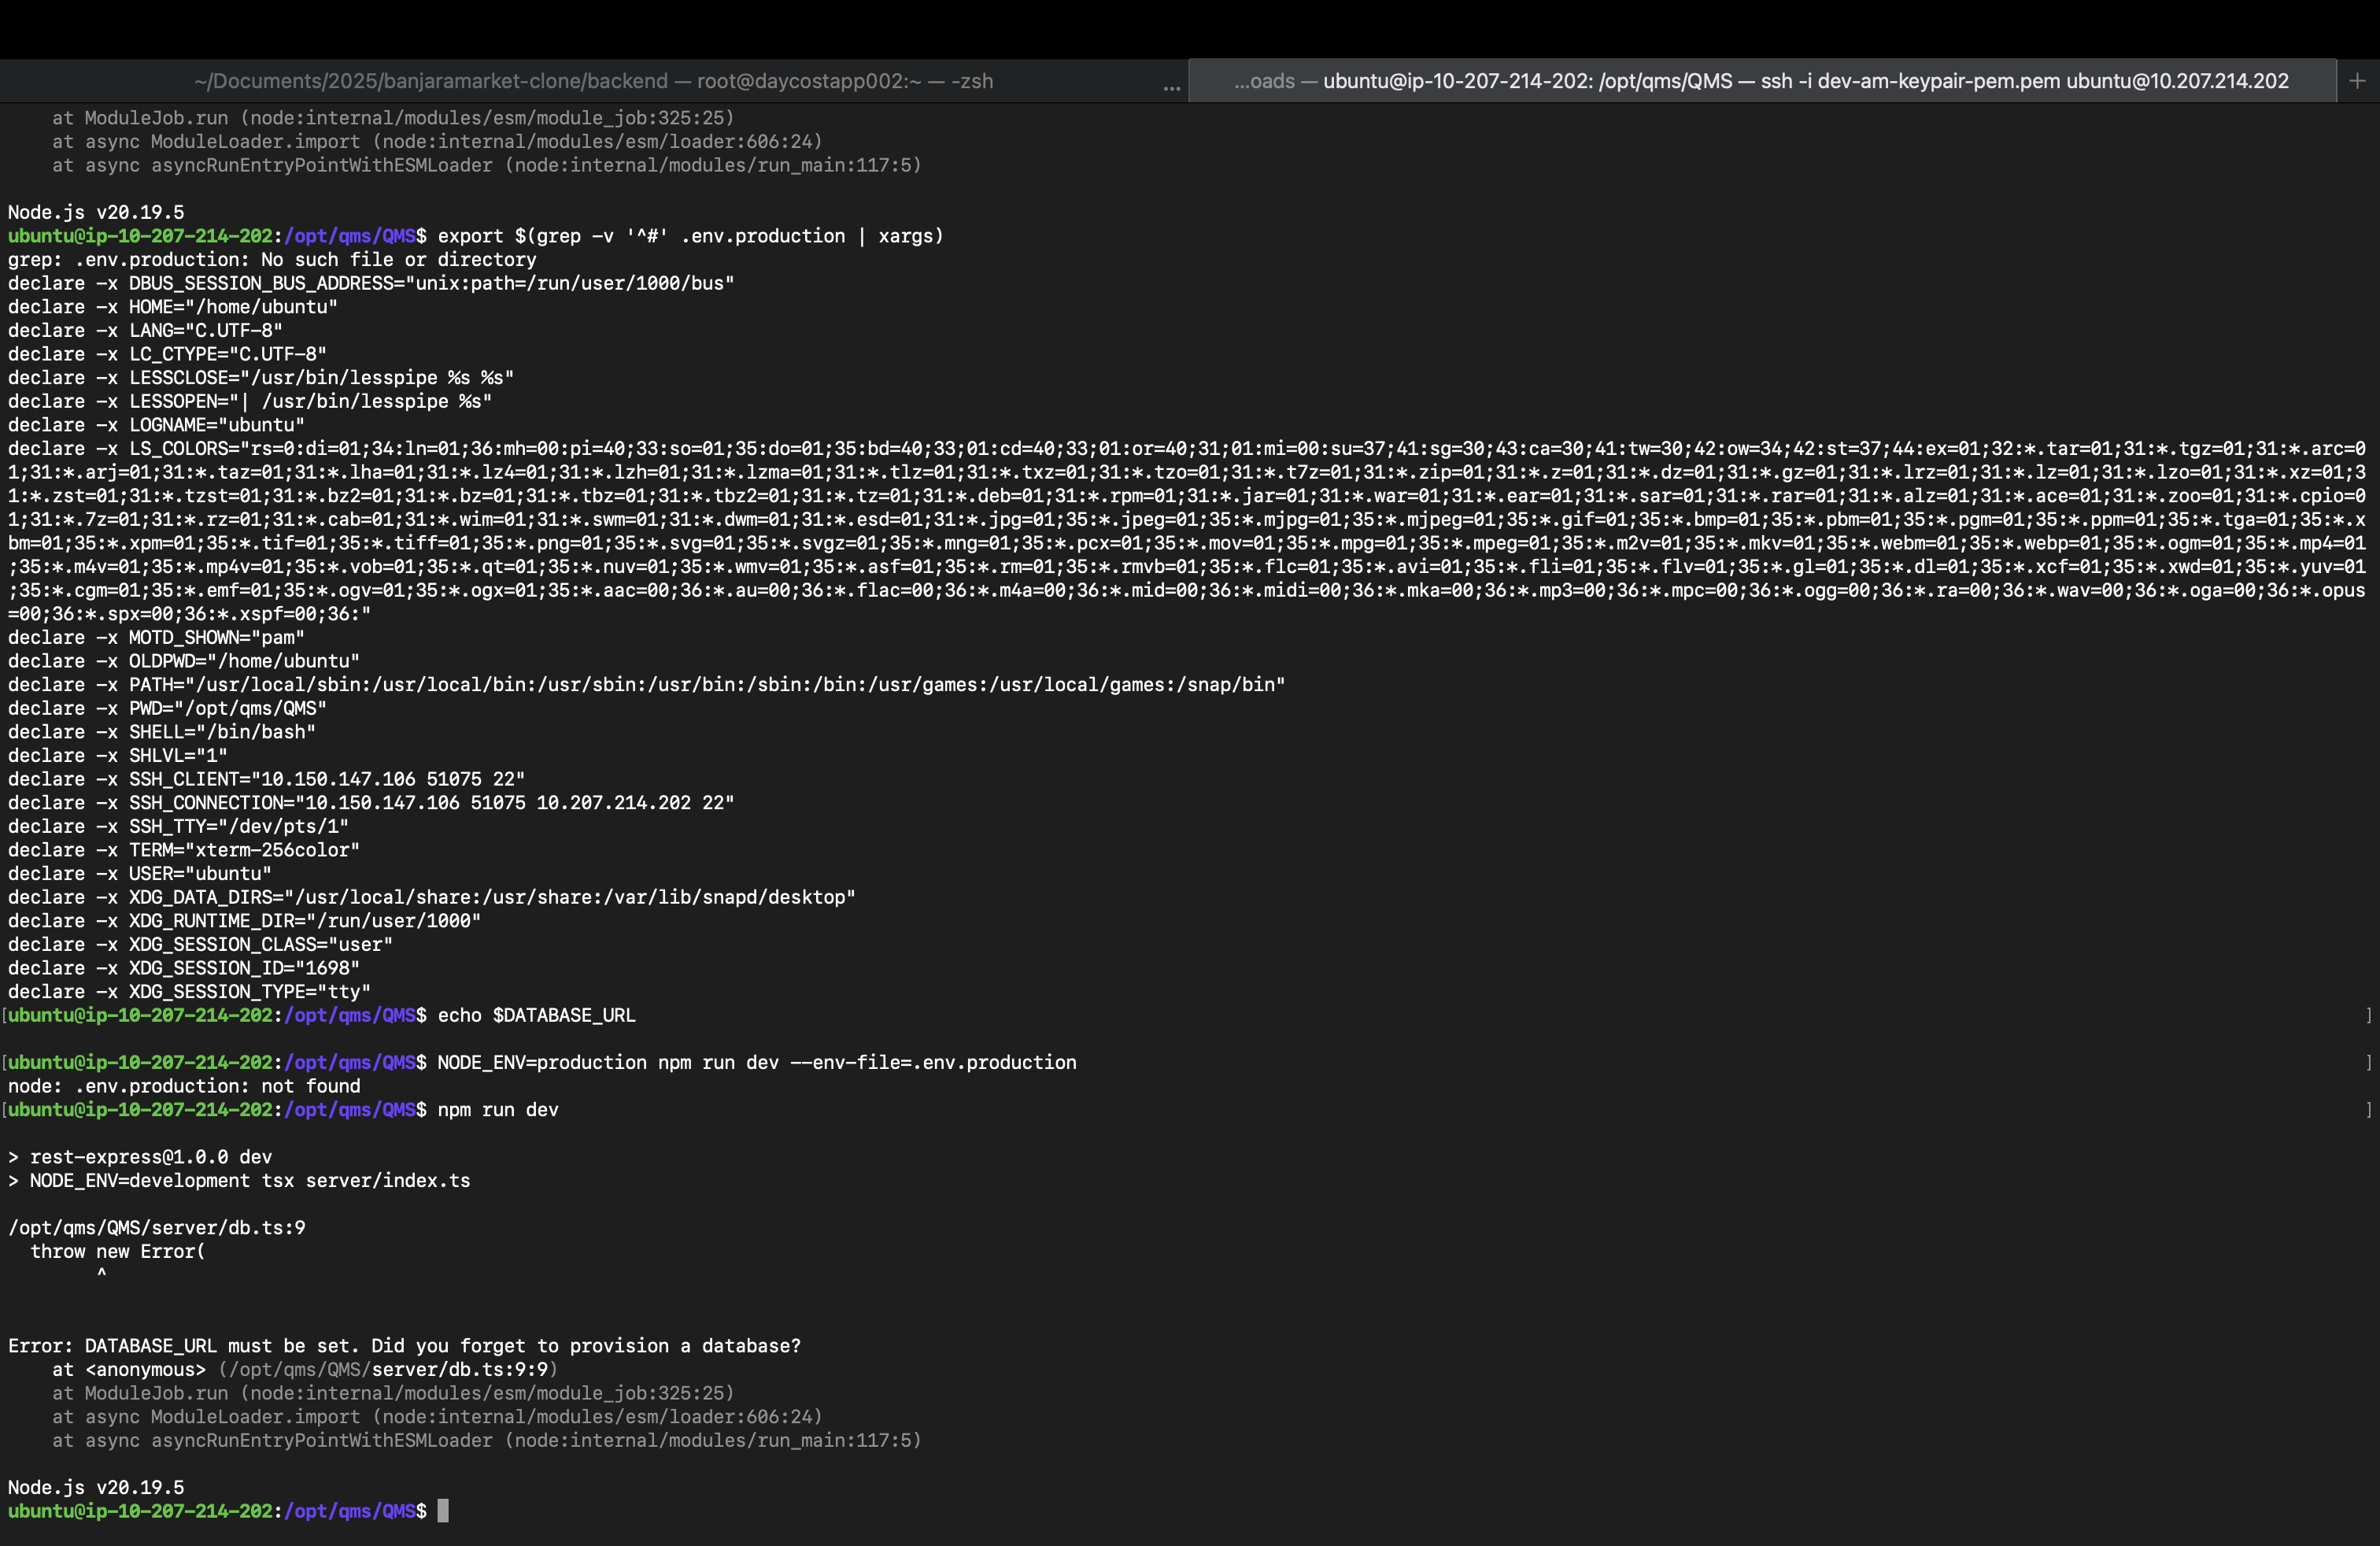 ~/Documents/2025/banjaramarket-clone/backend — root@daycostapp002:~ — -zsh
...
...oads — ubuntu@ip-10-207-214-202: /opt/qms/QMS — ssh -i dev-am-keypair-pem.pem ubuntu@10.207.214.202
+
    at ModuleJob.run (node:internal/modules/esm/module_job:325:25)
    at async ModuleLoader.import (node:internal/modules/esm/loader:606:24)
    at async asyncRunEntryPointWithESMLoader (node:internal/modules/run_main:117:5)
Node.js v20.19.5
ubuntu@ip-10-207-214-202:/opt/qms/QMS$ export $(grep -v '^#' .env.production | xargs)
grep: .env.production: No such file or directory
declare -x DBUS_SESSION_BUS_ADDRESS="unix:path=/run/user/1000/bus"
declare -x HOME="/home/ubuntu"
declare -x LANG="C.UTF-8"
declare -x LC_CTYPE="C.UTF-8"
declare -x LESSCLOSE="/usr/bin/lesspipe %s %s"
declare -x LESSOPEN="| /usr/bin/lesspipe %s"
declare -x LOGNAME="ubuntu"
declare -x LS_COLORS="rs=0:di=01;34:ln=01;36:mh=00:pi=40;33:so=01;35:do=01;35:bd=40;33;01:cd=40;33;01:or=40;31;01:mi=00:su=37;41:sg=30;43:ca=30;41:tw=30;42:ow=34;42:st=37;44:ex=01;32:*.tar=01;31:*.tgz=01;31:*.arc=0
1;31:*.arj=01;31:*.taz=01;31:*.lha=01;31:*.lz4=01;31:*.lzh=01;31:*.lzma=01;31:*.tlz=01;31:*.txz=01;31:*.tzo=01;31:*.t7z=01;31:*.zip=01;31:*.z=01;31:*.dz=01;31:*.gz=01;31:*.lrz=01;31:*.lz=01;31:*.lzo=01;31:*.xz=01;3
1:*.zst=01;31:*.tzst=01;31:*.bz2=01;31:*.bz=01;31:*.tbz=01;31:*.tbz2=01;31:*.tz=01;31:*.deb=01;31:*.rpm=01;31:*.jar=01;31:*.war=01;31:*.ear=01;31:*.sar=01;31:*.rar=01;31:*.alz=01;31:*.ace=01;31:*.zoo=01;31:*.cpio=0
1;31:*.7z=01;31:*.rz=01;31:*.cab=01;31:*.wim=01;31:*.swm=01;31:*.dwm=01;31:*.esd=01;31:*.jpg=01;35:*.jpeg=01;35:*.mjpg=01;35:*.mjpeg=01;35:*.gif=01;35:*.bmp=01;35:*.pbm=01;35:*.pgm=01;35:*.ppm=01;35:*.tga=01;35:*.x
bm=01;35:*.xpm=01;35:*.tif=01;35:*.tiff=01;35:*.png=01;35:*.svg=01;35:*.svgz=01;35:*.mng=01;35:*.pcx=01;35:*.mov=01;35:*.mpg=01;35:*.mpeg=01;35:*.m2v=01;35:*.mkv=01;35:*.webm=01;35:*.webp=01;35:*.ogm=01;35:*.mp4=01
;35:*.m4v=01;35:*.mp4v=01;35:*.vob=01;35:*.qt=01;35:*.nuv=01;35:*.wmv=01;35:*.asf=01;35:*.rm=01;35:*.rmvb=01;35:*.flc=01;35:*.avi=01;35:*.fli=01;35:*.flv=01;35:*.gl=01;35:*.dl=01;35:*.xcf=01;35:*.xwd=01;35:*.yuv=01
;35:*.cgm=01;35:*.emf=01;35:*.ogv=01;35:*.ogx=01;35:*.aac=00;36:*.au=00;36:*.flac=00;36:*.m4a=00;36:*.mid=00;36:*.midi=00;36:*.mka=00;36:*.mp3=00;36:*.mpc=00;36:*.ogg=00;36:*.ra=00;36:*.wav=00;36:*.oga=00;36:*.opus
=00;36:*.spx=00;36:*.xspf=00;36:"
declare -x MOTD_SHOWN="pam"
declare -x OLDPWD="/home/ubuntu"
declare -x PATH="/usr/local/sbin:/usr/local/bin:/usr/sbin:/usr/bin:/sbin:/bin:/usr/games:/usr/local/games:/snap/bin"
declare -x PWD="/opt/qms/QMS"
declare -x SHELL="/bin/bash"
declare -x SHLVL="1"
declare -x SSH_CLIENT="10.150.147.106 51075 22"
declare -x SSH_CONNECTION="10.150.147.106 51075 10.207.214.202 22"
declare -x SSH_TTY="/dev/pts/1"
declare -x TERM="xterm-256color"
declare -x USER="ubuntu"
declare -x XDG_DATA_DIRS="/usr/local/share:/usr/share:/var/lib/snapd/desktop"
declare -x XDG_RUNTIME_DIR="/run/user/1000"
declare -x XDG_SESSION_CLASS="user"
declare -x XDG_SESSION_ID="1698"
declare -x XDG_SESSION_TYPE="tty"
[ubuntu@ip-10-207-214-202:/opt/qms/QMS$ echo $DATABASE_URL ]
[ubuntu@ip-10-207-214-202:/opt/qms/QMS$ NODE_ENV=production npm run dev --env-file=.env.production ]
node: .env.production: not found
[ubuntu@ip-10-207-214-202:/opt/qms/QMS$ npm run dev ]
> rest-express@1.0.0 dev
> NODE_ENV=development tsx server/index.ts
/opt/qms/QMS/server/db.ts:9
  throw new Error(
        ^
Error: DATABASE_URL must be set. Did you forget to provision a database?
    at <anonymous> (/opt/qms/QMS/server/db.ts:9:9)
    at ModuleJob.run (node:internal/modules/esm/module_job:325:25)
    at async ModuleLoader.import (node:internal/modules/esm/loader:606:24)
    at async asyncRunEntryPointWithESMLoader (node:internal/modules/run_main:117:5)
Node.js v20.19.5
ubuntu@ip-10-207-214-202:/opt/qms/QMS$